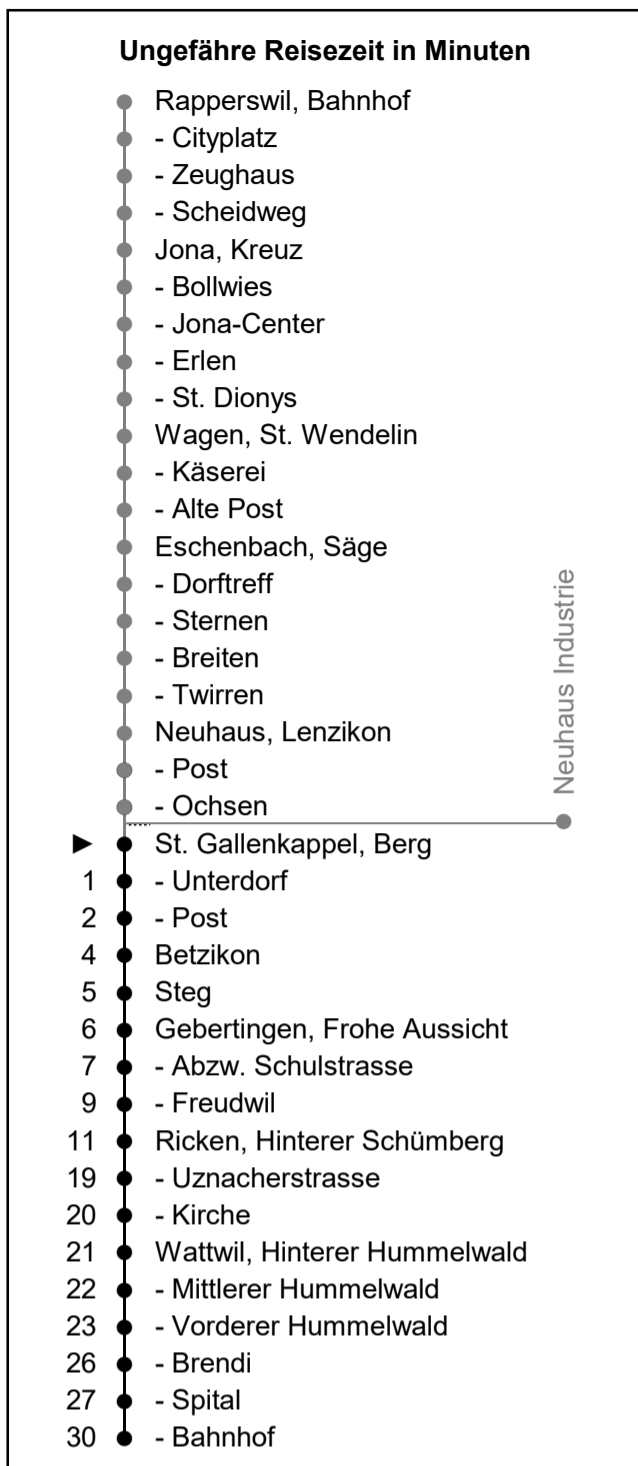 Ungefähre Reisezeit in Minuten
Rapperswil, Bahnhof
- Cityplatz
- Zeughaus
- Scheidweg
Jona, Kreuz
- Bollwies
- Jona-Center
- Erlen
- St. Dionys
Wagen, St. Wendelin
- Käserei
- Alte Post
Eschenbach, Säge
- Dorftreff
- Sternen
- Breiten
- Twirren
Neuhaus, Lenzikon
- Post
- Ochsen
Neuhaus Industrie
► St. Gallenkappel, Berg
1 - Unterdorf
2 - Post
4 Betzikon
5 Steg
6 Gebertingen, Frohe Aussicht
7 - Abzw. Schulstrasse
9 - Freudwil
11 Ricken, Hinterer Schümberg
19 - Uznacherstrasse
20 - Kirche
21 Wattwil, Hinterer Hummelwald
22 - Mittlerer Hummelwald
23 - Vorderer Hummelwald
26 - Brendi
27 - Spital
30 - Bahnhof